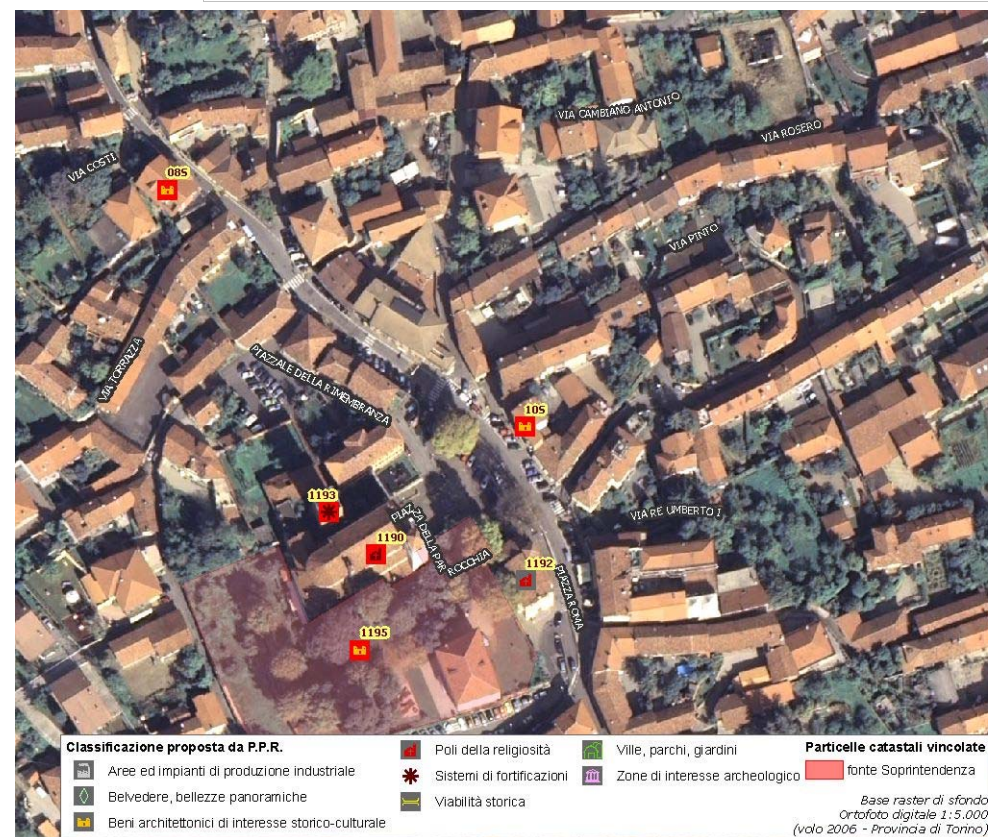 VIA CAMBIANO ANTONIO
VIA ROSERO
VIA COSTI
08S
VIA PINTO
VIA TORRAZZA
PIAZZALE DELLA RIMEMBRANZA
10S
1193
PIAZZA DELLA PARROCCHIA
VIA RE UMBERTO I
1190
1192
PIAZZA ROMA
1195
Classificazione proposta da P.P.R.
Aree ed impianti di produzione industriale
Belvedere, bellezze panoramiche
Beni architettonici di interesse storico-culturale
Poli della religiosità
Sistemi di fortificazioni
Viabilità storica
Ville, parchi, giardini
Zone di interesse archeologico
Particelle catastali vincolate
fonte Soprintendenza
Base raster di sfondo
Ortofoto digitale 1:5.000
(volo 2006 - Provincia di Torino)